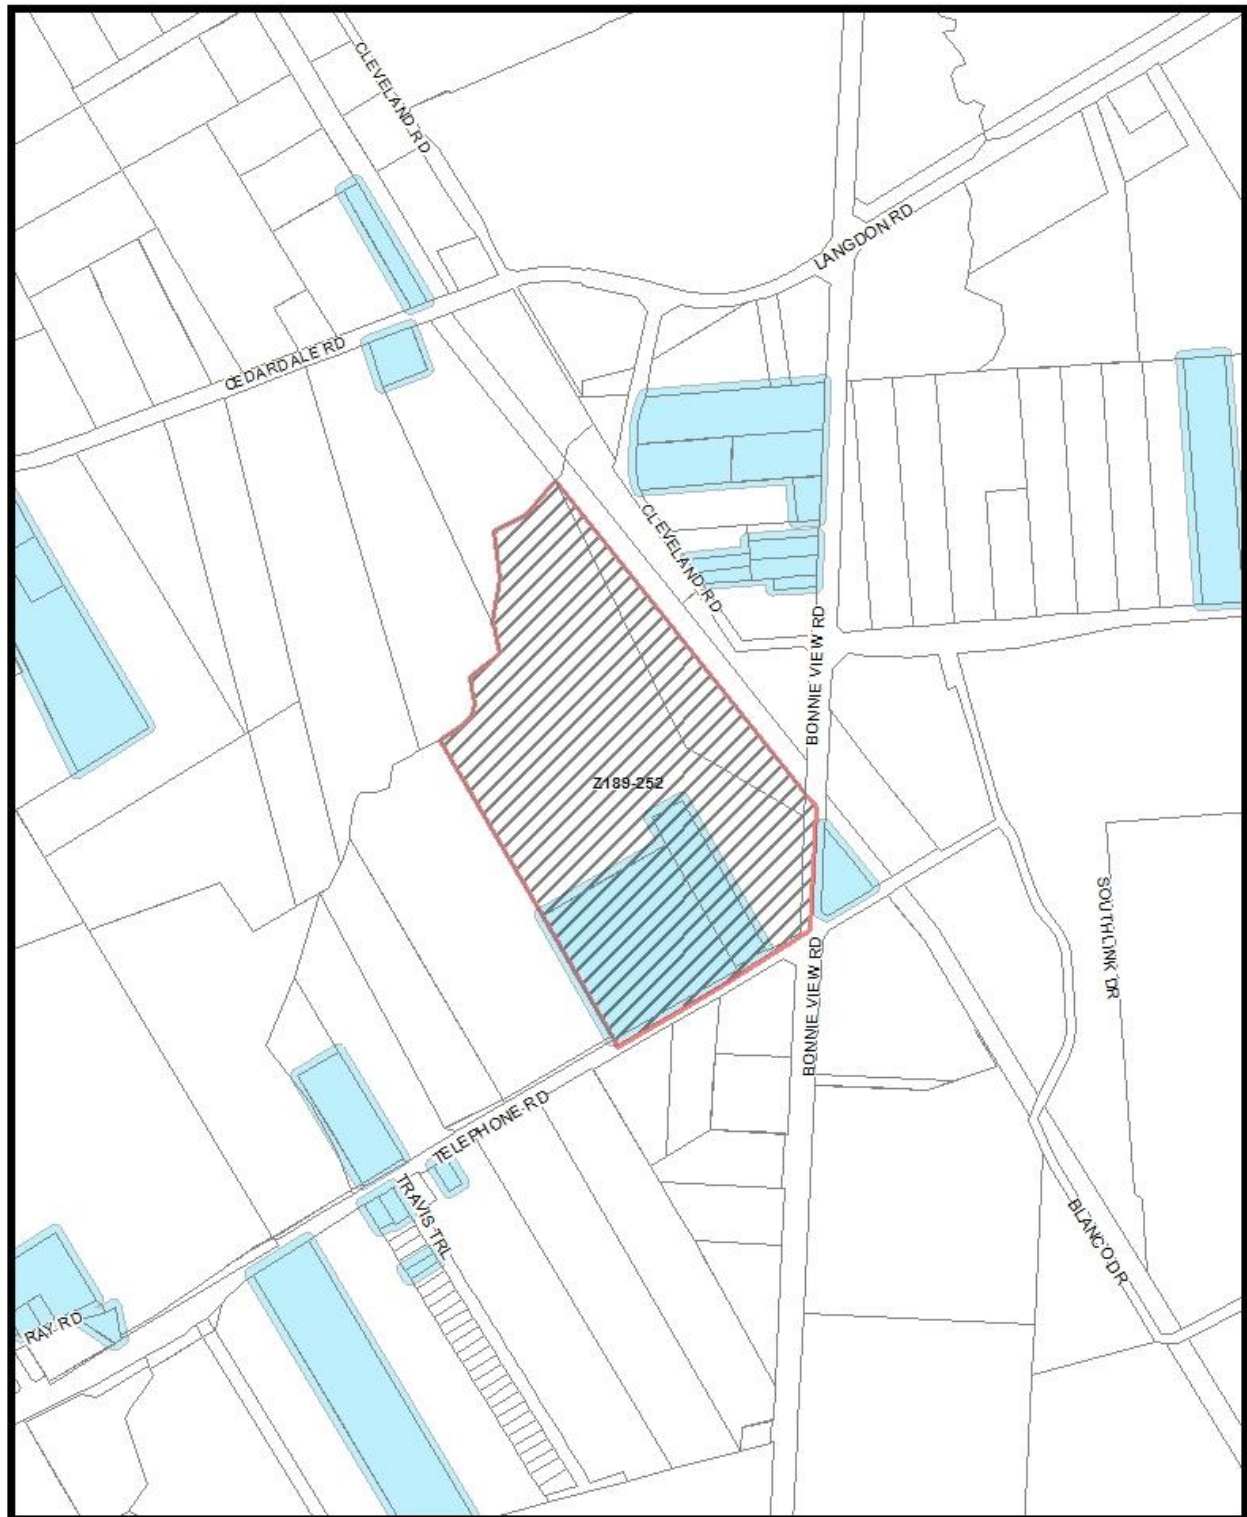 CLEVELAND RD
LANGDON RD
CEDARDALE RD
CLEVELAND RD
BONNIE VIEW RD
Z189-252
SOUTHLINK DR
BONNIE VIEW RD
TELEPHONE RD
TRAVIS TRL
BLANCO DR
RAY RD